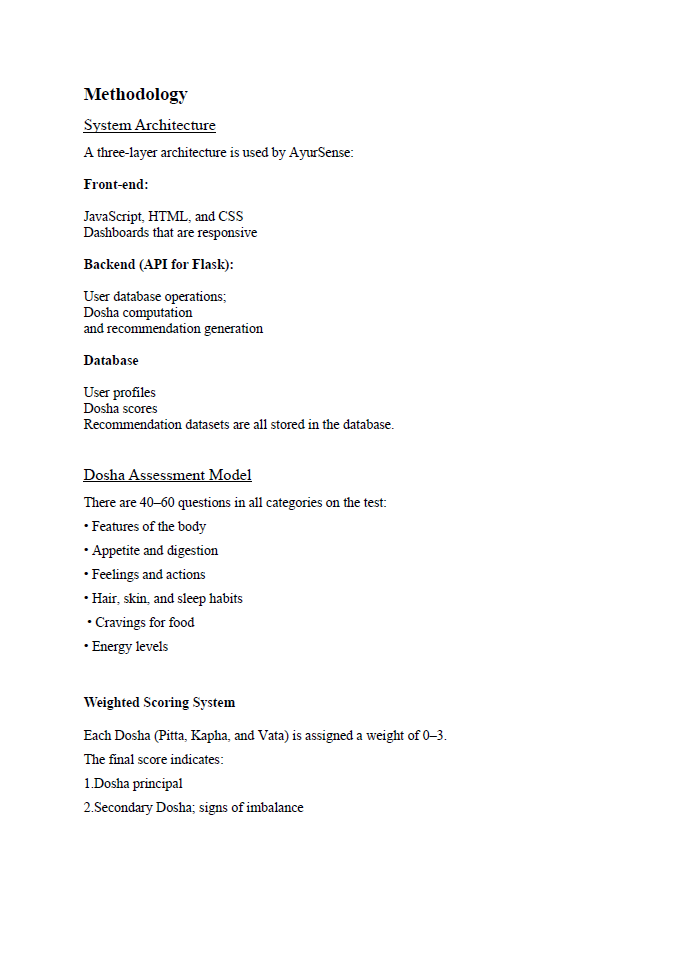 Methodology
System Architecture
A three-layer architecture is used by AyurSense:
Front-end:
JavaScript, HTML, and CSS
Dashboards that are responsive
Backend (API for Flask):
User database operations;
Dosha computation
and recommendation generation
Database
User profiles
Dosha scores
Recommendation datasets are all stored in the database.
Dosha Assessment Model
There are 40–60 questions in all categories on the test:
• Features of the body
• Appetite and digestion
• Feelings and actions
• Hair, skin, and sleep habits
• Cravings for food
• Energy levels
Weighted Scoring System
Each Dosha (Pitta, Kapha, and Vata) is assigned a weight of 0–3.
The final score indicates:
1.Dosha principal
2.Secondary Dosha; signs of imbalance